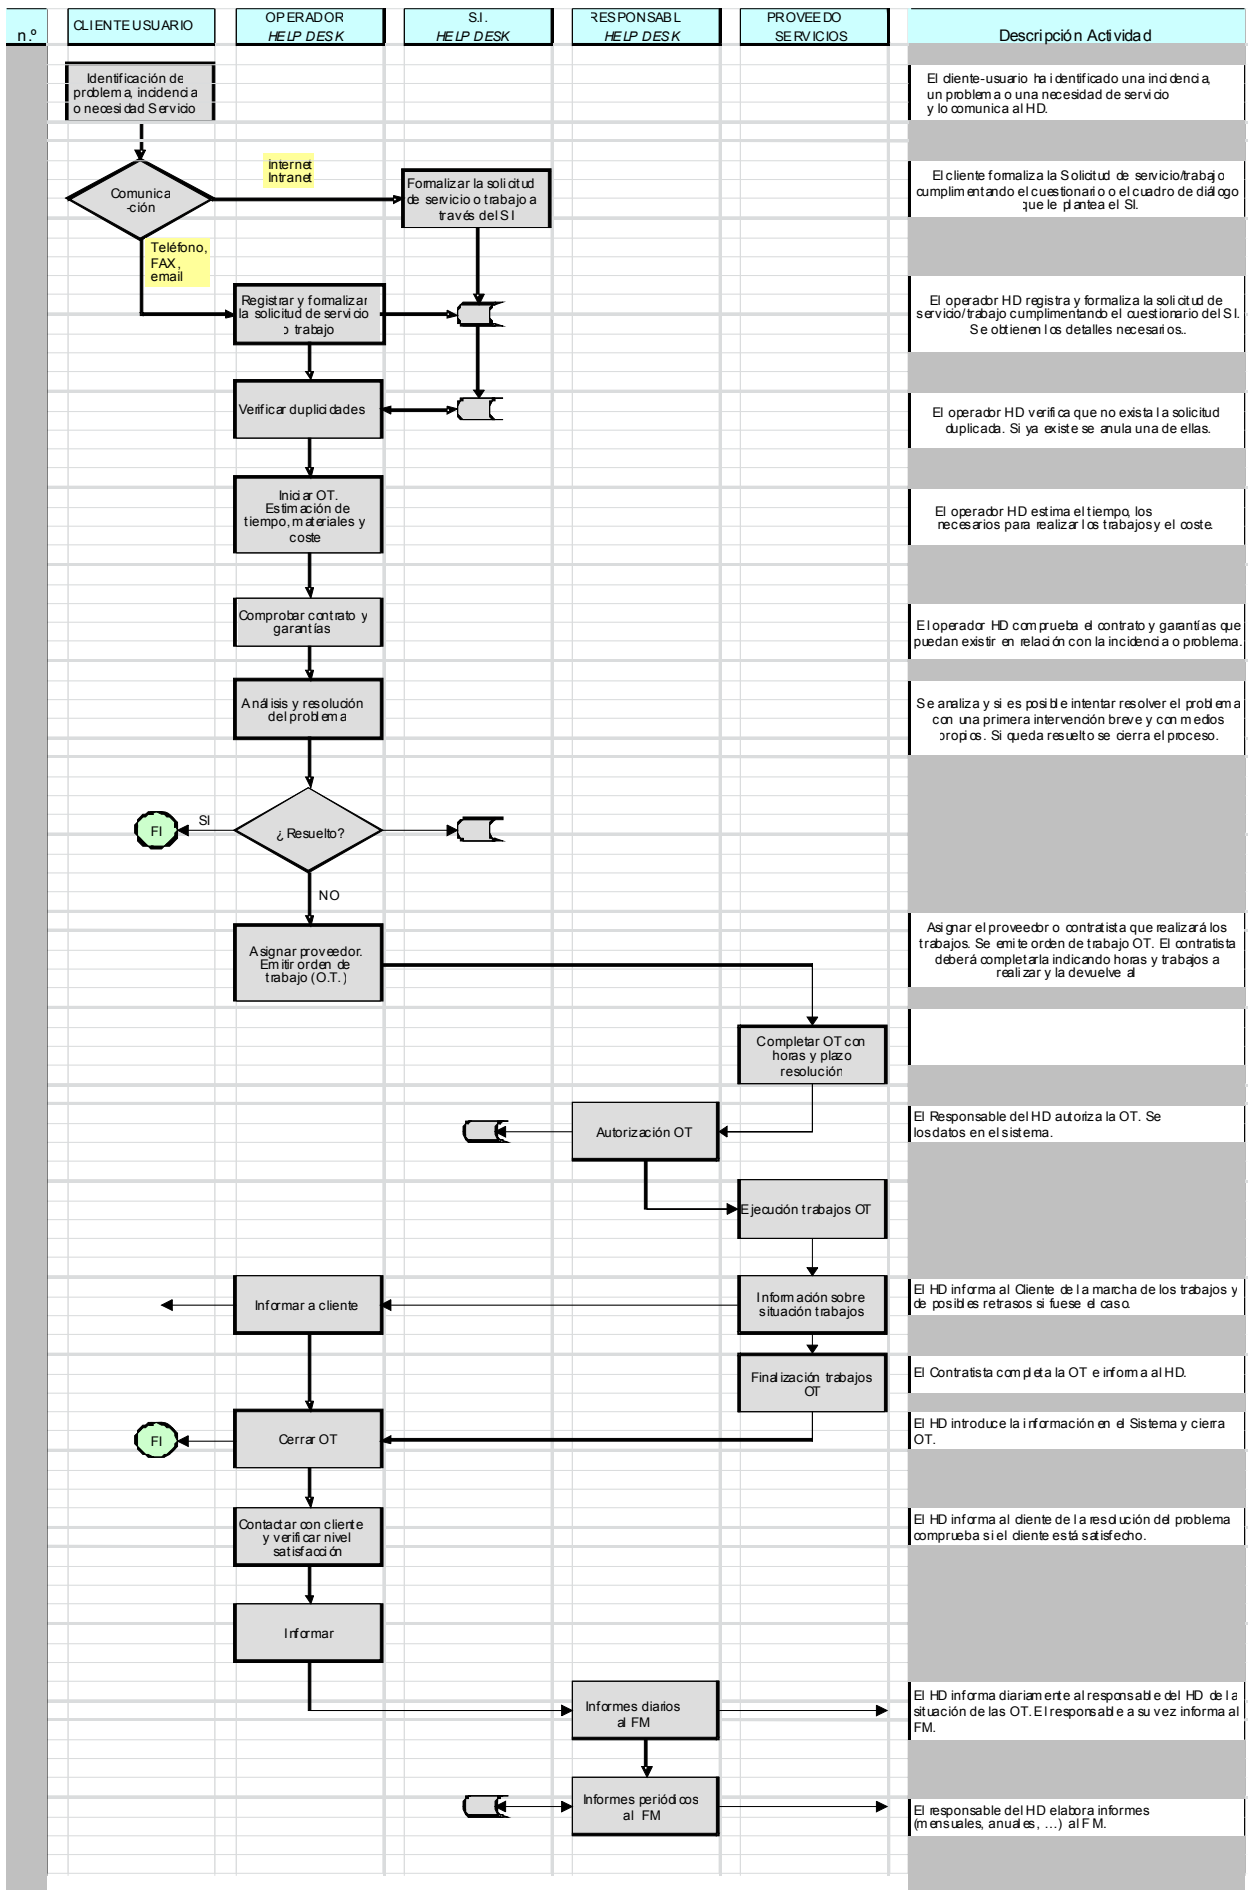 n.º
CLIENTE USUARIO
OPERADOR
HELP DESK
S.I.
HELP DESK
RESPONSABL
HELP DESK
PROVEEDO
SERVICIOS
Descripción Actividad
Identificación de
problema, incidencia
o necesidad Servicio
El cliente-usuario ha identificado una incidencia,
un problema o una necesidad de servicio
y lo comunica al HD.
Comunica
-ción
internet
Intranet
Formalizar la solicitud
de servicio o trabajo a
través del SI
El cliente formaliza la Solicitud de servicio/trabajo
cumplimentando el cuestionario o el cuadro de diálogo
que le plantea el SI.
Teléfono,
FAX,
email
Registrar y formalizar
la solicitud de servicio
o trabajo
El operador HD registra y formaliza la solicitud de
servicio/trabajo cumplimentando el cuestionario del SI.
Se obtienen los detalles necesarios..
Verificar duplicidades
El operador HD verifica que no exista la solicitud
duplicada. Si ya existe se anula una de ellas.
Iniciar OT.
Estimación de
tiempo, materiales y
coste
El operador HD estima el tiempo, los
necesarios para realizar los trabajos y el coste.
Comprobar contrato y
garantías
El operador HD comprueba el contrato y garantías que
puedan existir en relación con la incidencia o problema.
Análisis y resolución
del problema
Se analiza y si es posible intentar resolver el problema
con una primera intervención breve y con medios
propios. Si queda resuelto se cierra el proceso.
FI
SI
¿Resuelto?
NO
Asignar proveedor.
Emitir orden de
trabajo (O.T.)
Asignar el proveedor o contratista que realizará los
trabajos. Se emite orden de trabajo OT. El contratista
deberá completarla indicando horas y trabajos a
realizar y la devuelve al
Completar OT con
horas y plazo
resolución
Autorización OT
El Responsable del HD autoriza la OT. Se
los datos en el sistema.
Ejecución trabajos OT
Informar a cliente
Información sobre
situación trabajos
El HD informa al Cliente de la marcha de los trabajos y
de posibles retrasos si fuese el caso.
Finalización trabajos
OT
El Contratista completa la OT e informa al HD.
FI
Cerrar OT
El HD introduce la información en el Sistema y cierra
OT.
Contactar con cliente
y verificar nivel
satisfacción
El HD informa al cliente de la resolución del problema
comprueba si el cliente está satisfecho.
Informar
Informes diarios
al FM
El HD informa diariamente al responsable del HD de la
situación de las OT. El responsable a su vez informa al
FM.
Informes periódicos
al FM
El responsable del HD elabora informes
(mensuales, anuales, ...) al FM.